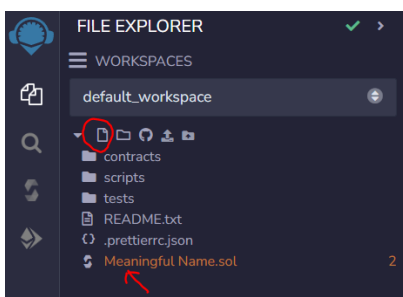 FILE EXPLORER
WORKSPACES
default_workspace
contracts
scripts
tests
README.txt
.prettierrc.json
Meaningful Name.sol 2